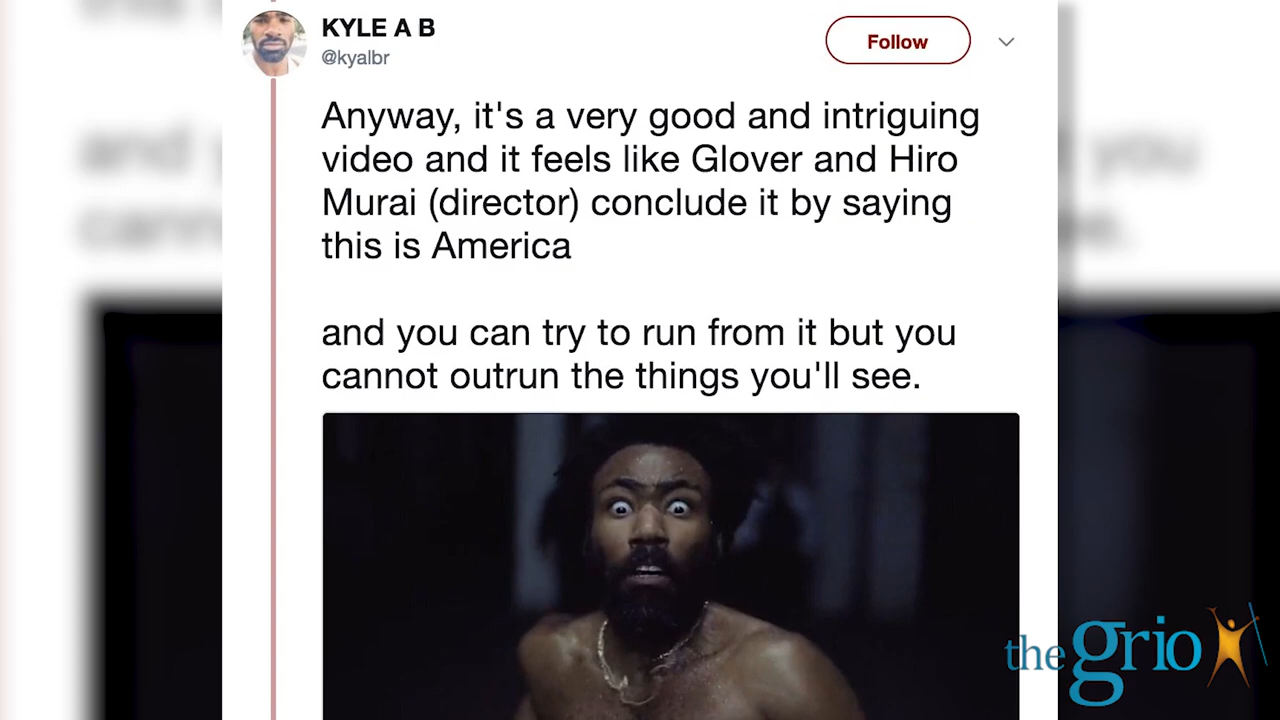 KYLE A B
@kyalbr
Follow
Anyway, it's a very good and intriguing
video and it feels like Glover and Hiro
Murai (director) conclude it by saying
this is America
and you can try to run from it but you
cannot outrun the things you'll see.
the grio